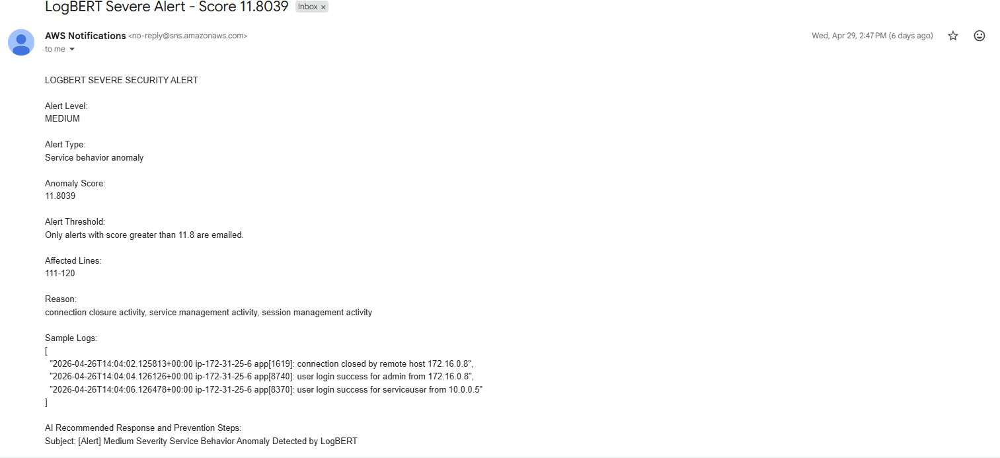 LogBERT Severe Alert - Score 11.8039 Inbox ×
AWS Notifications <no-reply@sns.amazonaws.com> Wed, Apr 29, 2:47 PM (6 days ago)
to me
LOGBERT SEVERE SECURITY ALERT
Alert Level:
MEDIUM
Alert Type:
Service behavior anomaly
Anomaly Score:
11.8039
Alert Threshold:
Only alerts with score greater than 11.8 are emailed.
Affected Lines:
111-120
Reason:
connection closure activity, service management activity, session management activity
Sample Logs:
[
"2026-04-26T14:04:02.125813+00:00 ip-172-31-25-6 app[1619]: connection closed by remote host 172.16.0.8",
"2026-04-26T14:04:04.126126+00:00 ip-172-31-25-6 app[8740]: user login success for admin from 172.16.0.8",
"2026-04-26T14:04:06.126478+00:00 ip-172-31-25-6 app[8370]: user login success for serviceuser from 10.0.0.5"
]
AI Recommended Response and Prevention Steps:
Subject: [Alert] Medium Severity Service Behavior Anomaly Detected by LogBERT